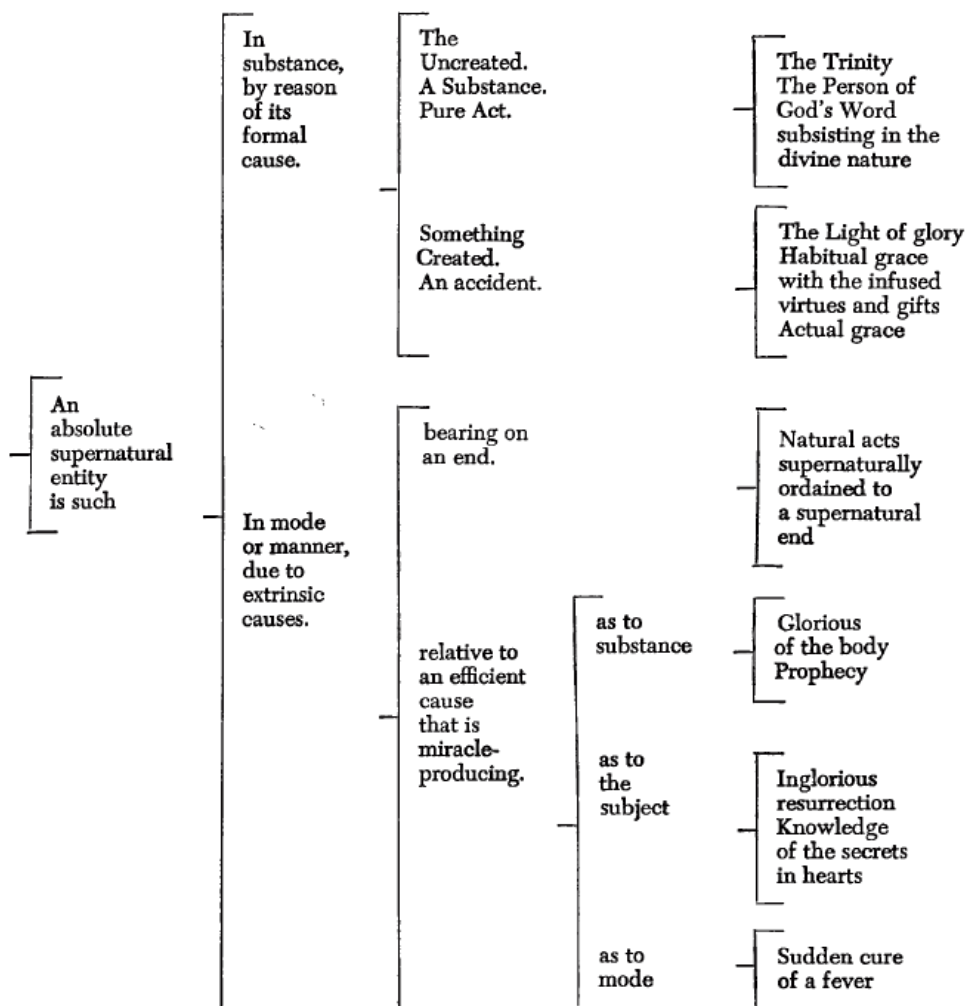 An
absolute
supernatural
entity
is such
In
substance,
by reason
of its
formal
cause.
The
Uncreated.
A Substance.
Pure Act.
The Trinity
The Person of
God's Word
subsisting in the
divine nature
Something
Created.
An accident.
The Light of glory
Habitual grace
with the infused
virtues and gifts
Actual grace
In mode
or manner,
due to
extrinsic
causes.
bearing on
an end.
Natural acts
supernaturally
ordained to
a supernatural
end
relative to
an efficient
cause
that is
miracle-
producing.
as to
substance
Glorious
of the body
Prophecy
as to
the
subject
Inglorious
resurrection
Knowledge
of the secrets
in hearts
as to
mode
Sudden cure
of a fever